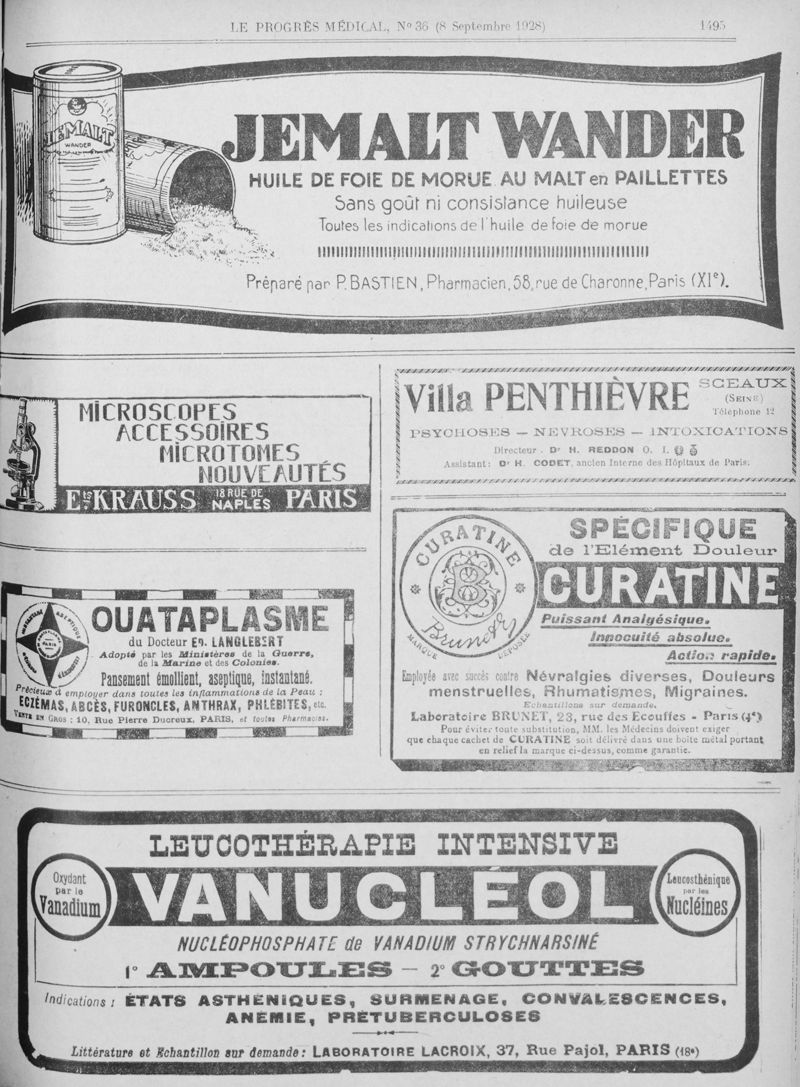 LE PROGRÈS MÉDICAL, No 36 (8 Septembre 1928)
1495
JEMALT
WANDER
JEMALT WANDER
HUILE DE FOIE DE MORUE AU MALT en PAILLETTES
Sans goût ni consistance huileuse
Toutes les indications de l'huile de foie de morue
Préparé par P. BASTIEN, Pharmacien, 58, rue de Charonne, Paris (XIe).
MICROSCOPES
ACCESSOIRES
MICROTOMES
NOUVEAUTÉS
Ets KRAUSS 18 RUE DE NAPLES PARIS
Villa PENTHIÈVRE SCEAUX
(SEINE)
Téléphone 12
PSYCHOSES — NEVROSES — INTOXICATIONS
Directeur. Dr H. REDDON O. I.
Assistant: Dr H. CODET, ancien Interne des Hôpitaux de Paris.
OUATAPLASME
du Docteur Ed. LANGLEBERT
Adopté par les Ministères de la Guerre,
de la Marine et des Colonies.
Pansement émollient, aseptique, instantané.
Précieux à employer dans toutes les inflammations de la Peau :
ECZÉMAS, ABCÈS, FURONCLES, ANTHRAX, PHLÉBITES, etc.
VENTE EN GROS : 10, Rue Pierre Ducreux, PARIS, et toutes Pharmacies.
CURATINE
Brunot
MARQUE DÉPOSÉE
SPÉCIFIQUE
de l'Elément Douleur
CURATINE
Puissant Analgésique.
Innocuité absolue.
Action rapide.
Employée avec succès contre Névralgies diverses, Douleurs
menstruelles, Rhumatismes, Migraines.
Echantillons sur demande.
Laboratoire BRUNET, 23, rue des Ecouffes - Paris (4e)
Pour éviter toute substitution, MM. les Médecins doivent exiger
que chaque cachet de CURATINE soit délivré dans une boîte métal portant
en relief la marque ci-dessus, comme garantie.
LEUCOTHÉRAPIE INTENSIVE
Oxydant
par le
Vanadium
VANUCLÉOL
Leucosthénique
par les
Nucléines
NUCLÉOPHOSPHATE de VANADIUM STRYCHNARSINÉ
1° AMPOULES — 2° GOUTTES
Indications : ÉTATS ASTHÉNIQUES, SURMENAGE, CONVALESCENCES,
ANÉMIE, PRÉTUBERCULOSES
Littérature et Echantillon sur demande : LABORATOIRE LACROIX, 37, Rue Pajol, PARIS (18e)